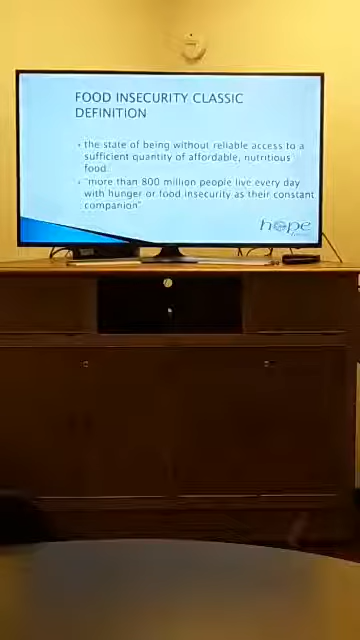 FOOD INSECURITY CLASSIC
DEFINITION
the state of being without reliable access to a
sufficient quantity of affordable, nutritious
food.
"more than 800 million people live every day
with hunger or food insecurity as their constant
companion"
hope